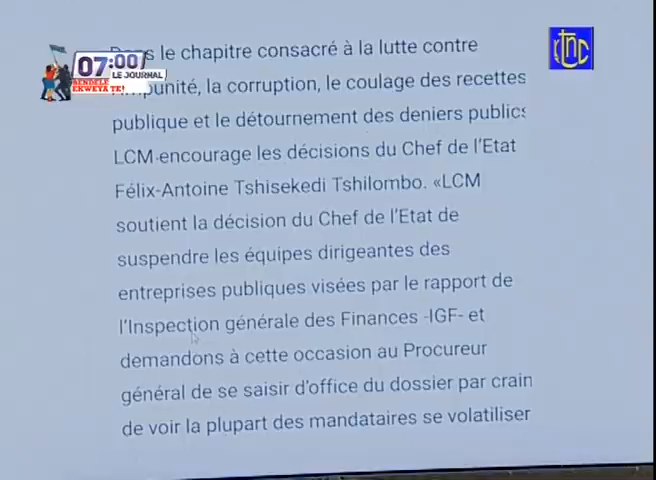 Dans le chapitre consacré à la lutte contre
07:00
LE JOURNAL
BENDELE
EKWEYA TE!
rtnc
l'impunité, la corruption, le coulage des recettes
publique et le détournement des deniers publics
LCM encourage les décisions du Chef de l'Etat
Félix-Antoine Tshisekedi Tshilombo. «LCM
soutient la décision du Chef de l'Etat de
suspendre les équipes dirigeantes des
entreprises publiques visées par le rapport de
l'Inspection générale des Finances -IGF- et
demandons à cette occasion au Procureur
général de se saisir d'office du dossier par crain
de voir la plupart des mandataires se volatiliser